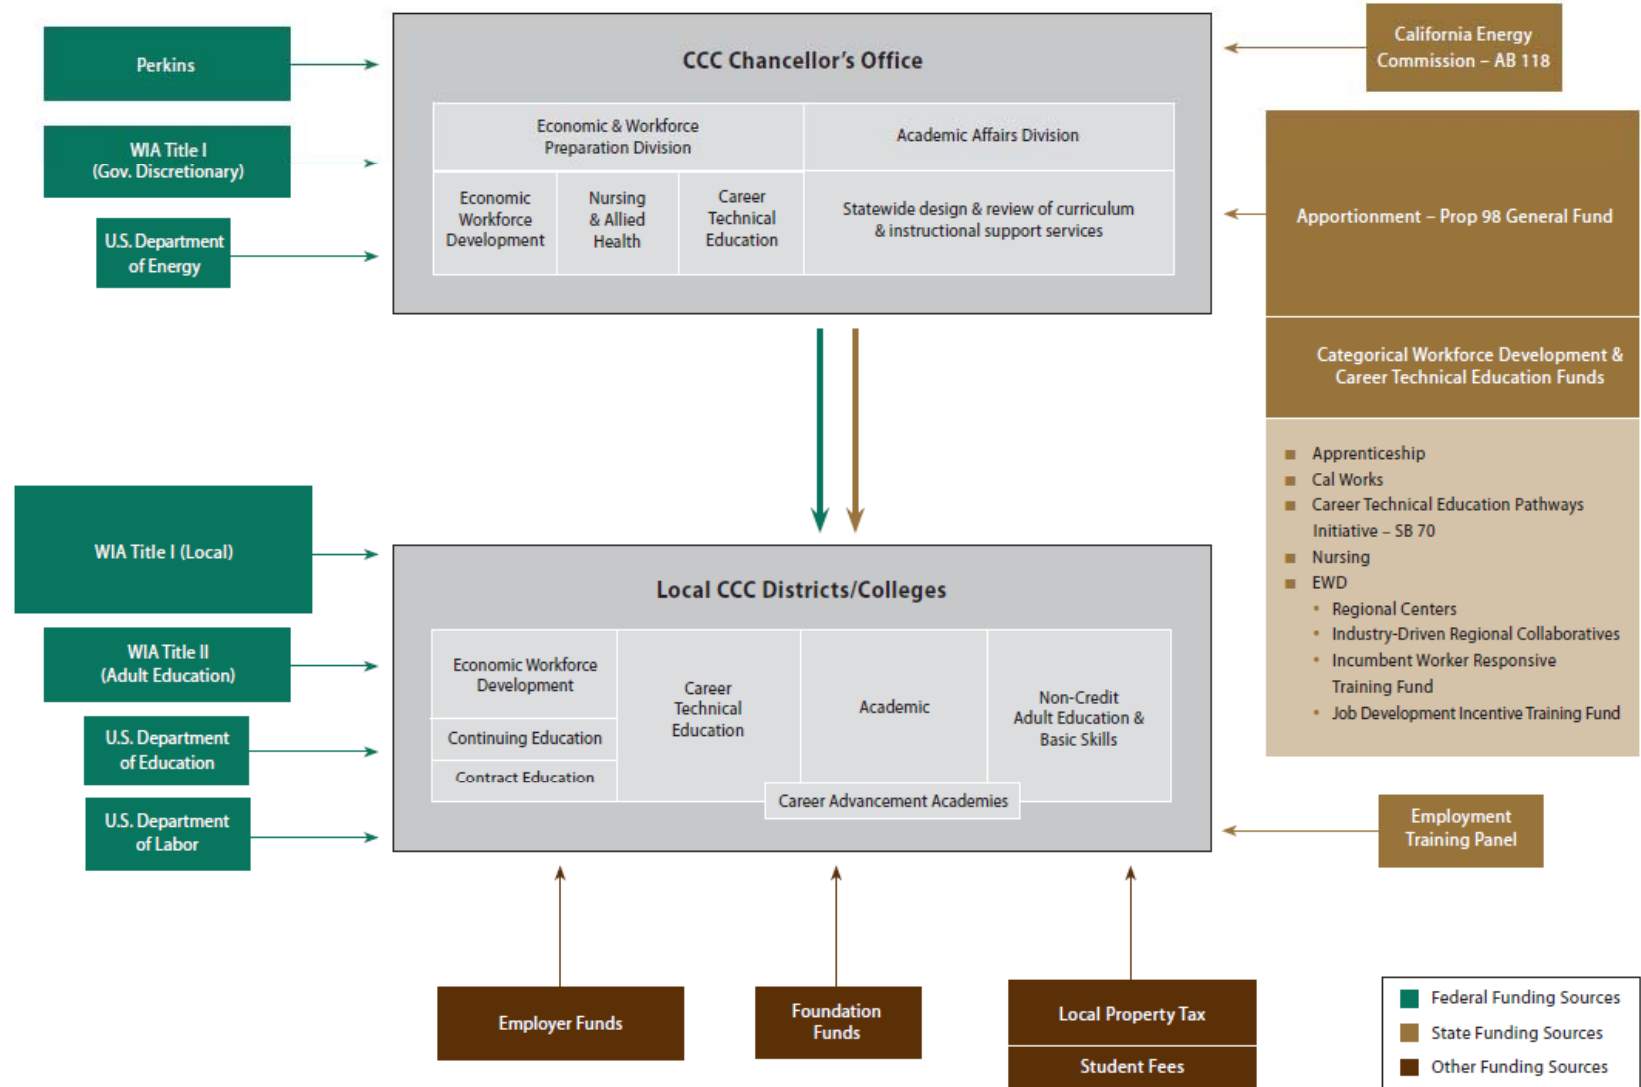 Perkins
WIA Title I
(Gov. Discretionary)
U.S. Department
of Energy
CCC Chancellor's Office
Economic & Workforce
Preparation Division
Academic Affairs Division
Economic
Workforce
Development
Nursing
& Allied
Health
Career
Technical
Education
Statewide design & review of curriculum
& instructional support services
California Energy
Commission – AB 118
Apportionment – Prop 98 General Fund
Categorical Workforce Development &
Career Technical Education Funds
Apprenticeship
Cal Works
Career Technical Education Pathways
Initiative – SB 70
Nursing
EWD
Regional Centers
Industry-Driven Regional Collaboratives
Incumbent Worker Responsive
Training Fund
Job Development Incentive Training Fund
WIA Title I (Local)
WIA Title II
(Adult Education)
U.S. Department
of Education
U.S. Department
of Labor
Local CCC Districts/Colleges
Economic Workforce
Development
Continuing Education
Contract Education
Career
Technical
Education
Academic
Non-Credit
Adult Education &
Basic Skills
Career Advancement Academies
Employment
Training Panel
Employer Funds
Foundation
Funds
Local Property Tax
Student Fees
Federal Funding Sources
State Funding Sources
Other Funding Sources